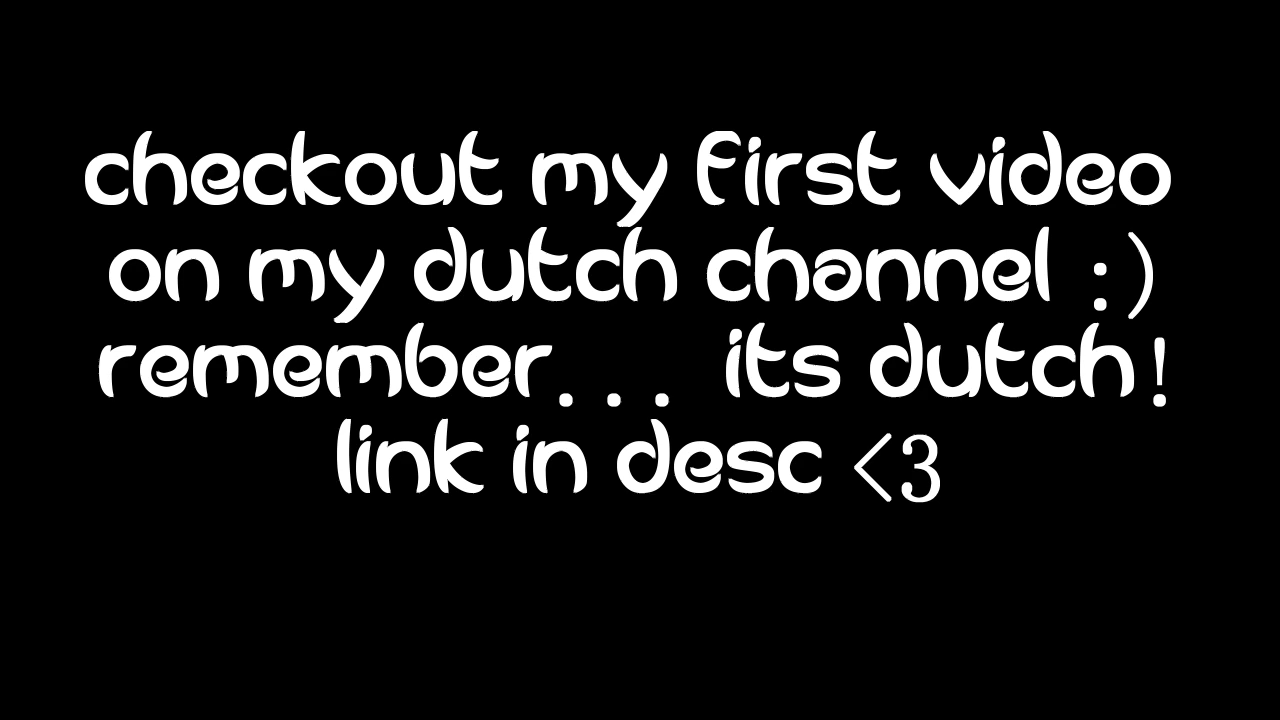 checkout my first video
on my dutch channel :)
remember... its dutch!
link in desc <3